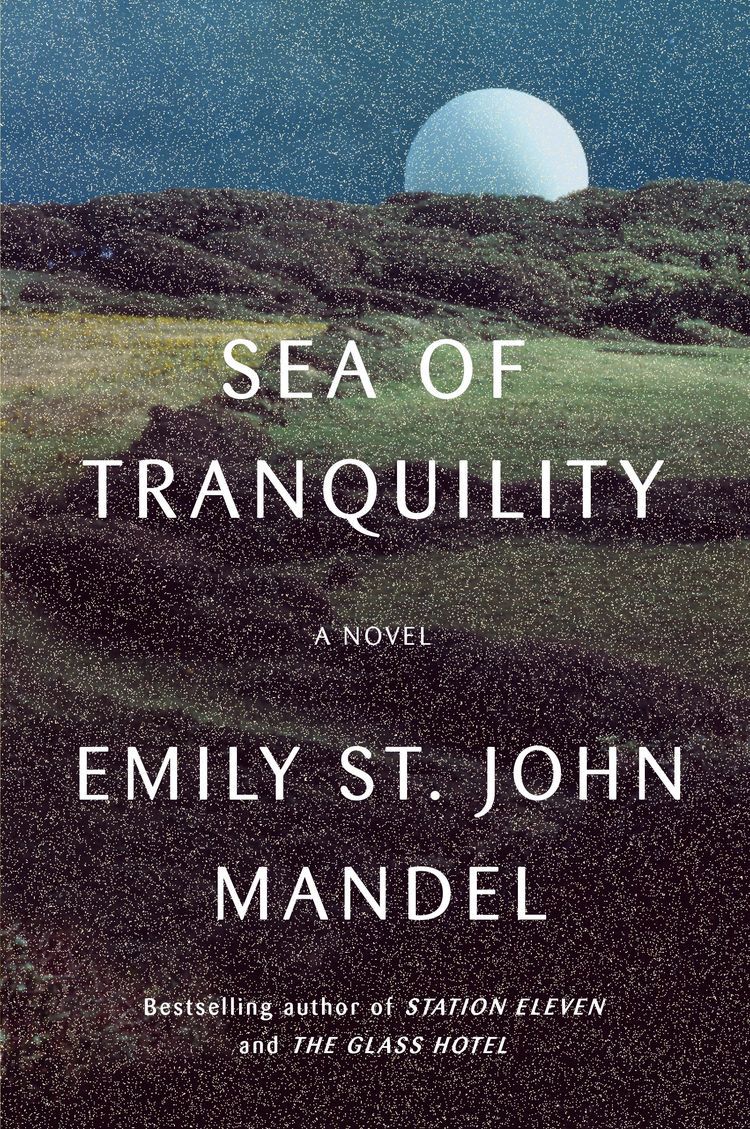 SEA OF
TRANQUILITY
A NOVEL
EMILY ST. JOHN
MANDEL
Bestselling author of STATION ELEVEN
and THE GLASS HOTEL